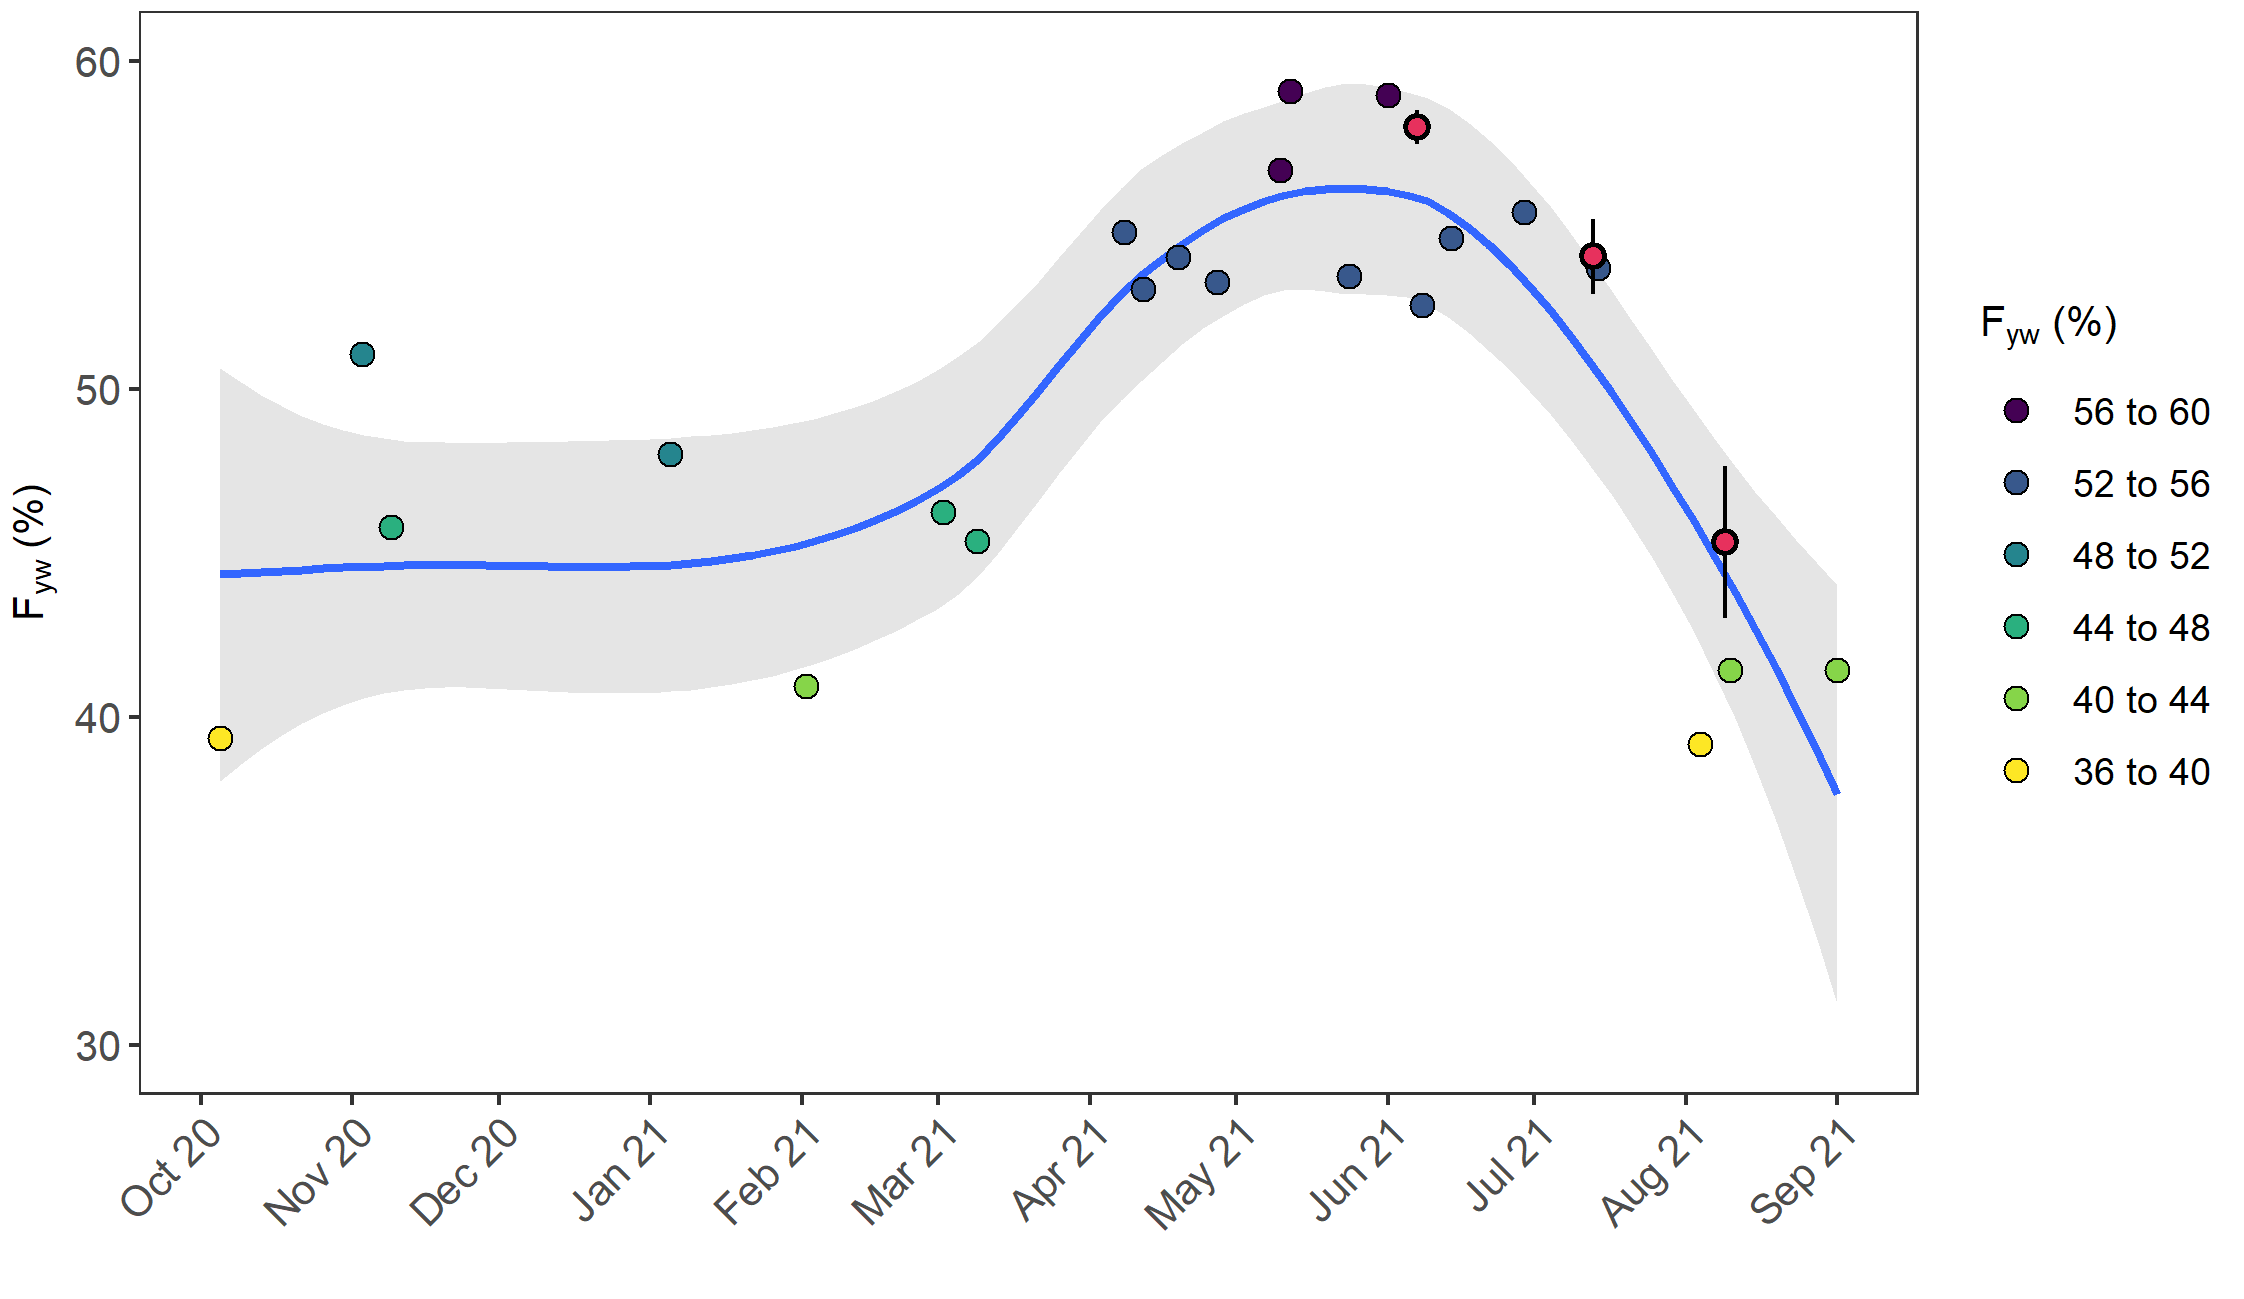 60
50
40
30
F_yw (%)
Oct 20
Nov 20
Dec 20
Jan 21
Feb 21
Mar 21
Apr 21
May 21
Jun 21
Jul 21
Aug 21
Sep 21
F_yw (%)
56 to 60
52 to 56
48 to 52
44 to 48
40 to 44
36 to 40